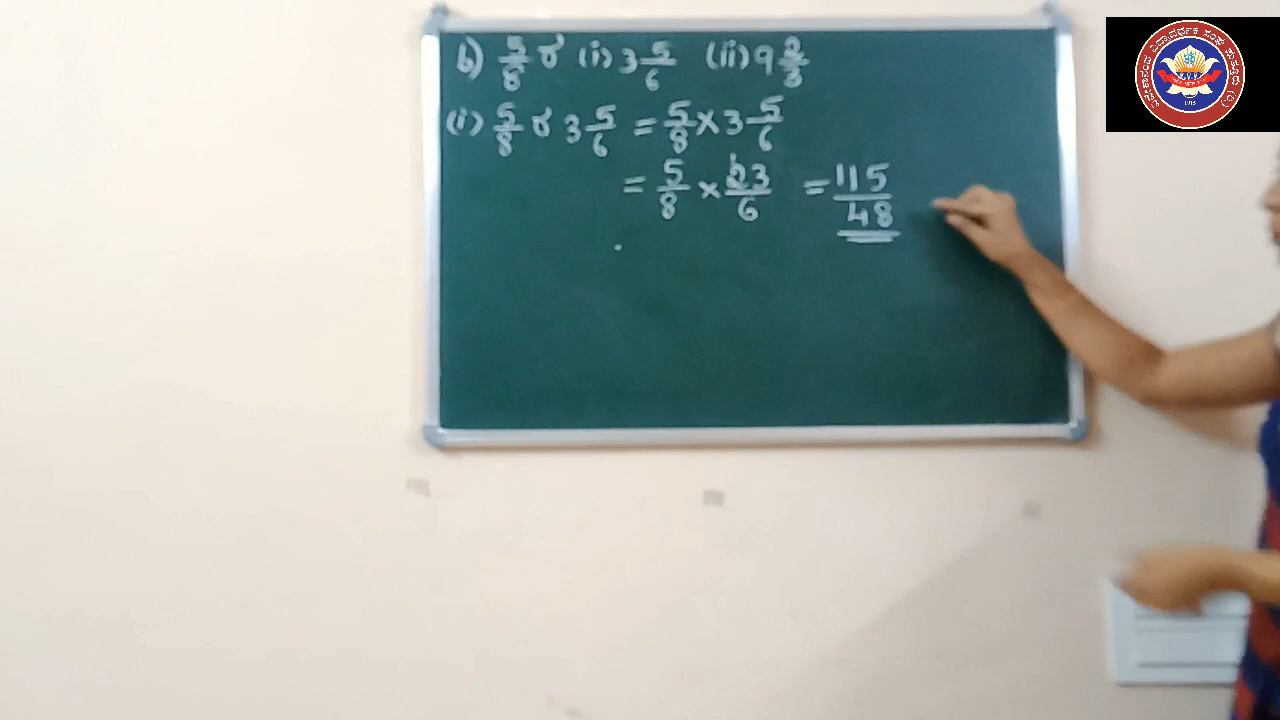 b) 5/8 ರ (i) 3 5/6 (ii) 9 2/3
(i) 5/8 ರ 3 5/6 = 5/8 × 3 5/6
= 5/8 × 23/6 = 115/48
1915